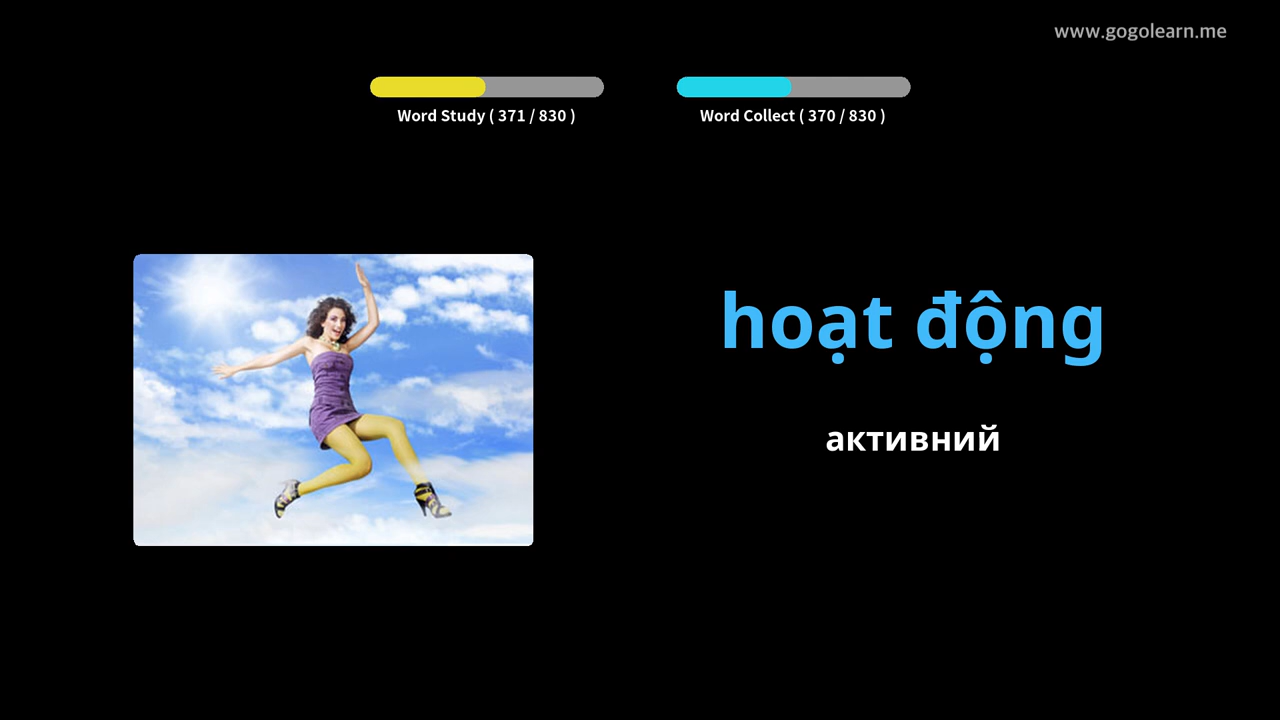 www.gogolearn.me
Word Study ( 371 / 830 )
Word Collect ( 370 / 830 )
hoạt động
активний